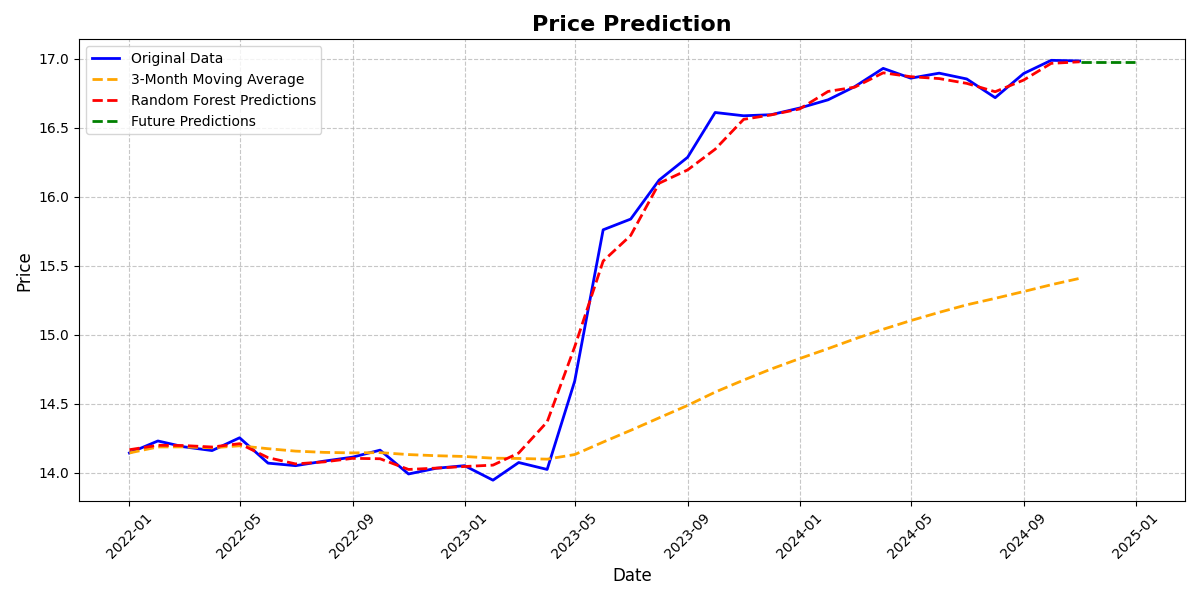 Price Prediction
Original Data
3-Month Moving Average
Random Forest Predictions
Future Predictions
Price
17.0
16.5
16.0
15.5
15.0
14.5
14.0
2022-01
2022-05
2022-09
2023-01
2023-05
2023-09
2024-01
2024-05
2024-09
2025-01
Date